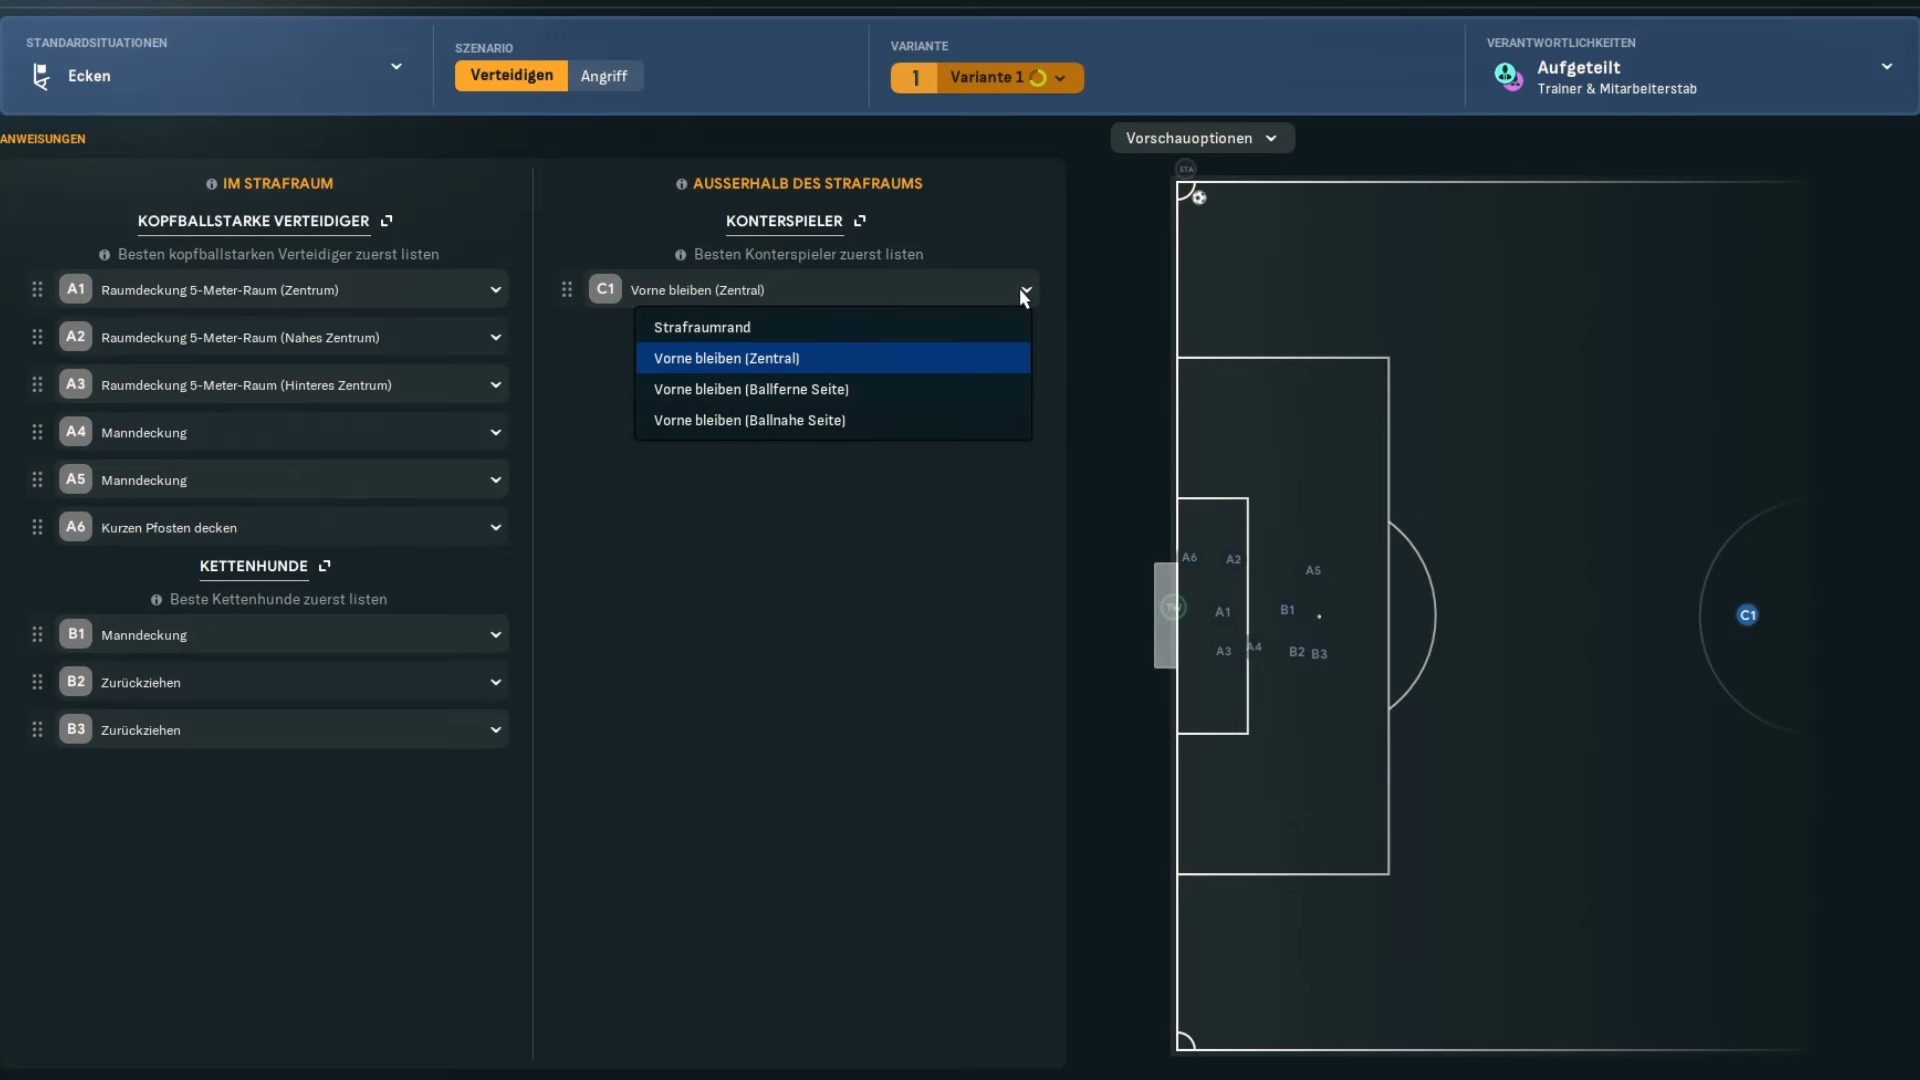 STANDARDSITUATIONEN
Ecken
SZENARIO
Verteidigen
Angriff
VARIANTE
1
Variante 1
VERANTWORTLICHKEITEN
Aufgeteilt
Trainer & Mitarbeiterstab
ANWEISUNGEN
IM STRAFRAUM
KOPFBALLSTARKE VERTEIDIGER
Besten kopfballstarken Verteidiger zuerst listen
A1 Raumdeckung 5-Meter-Raum (Zentrum)
A2 Raumdeckung 5-Meter-Raum (Nahes Zentrum)
A3 Raumdeckung 5-Meter-Raum (Hinteres Zentrum)
A4 Manndeckung
A5 Manndeckung
A6 Kurzen Pfosten decken
KETTENHUNDE
Beste Kettenhunde zuerst listen
B1 Manndeckung
B2 Zurückziehen
B3 Zurückziehen
AUSSERHALB DES STRAFRAUMS
KONTERSPIELER
Besten Konterspieler zuerst listen
C1 Vorne bleiben (Zentral)
Strafraumrand
Vorne bleiben (Zentral)
Vorne bleiben (Ballferne Seite)
Vorne bleiben (Ballnahe Seite)
Vorschauoptionen
STA
A6
A2
A5
TW
A1
B1
C1
A3
A4
B2
B3